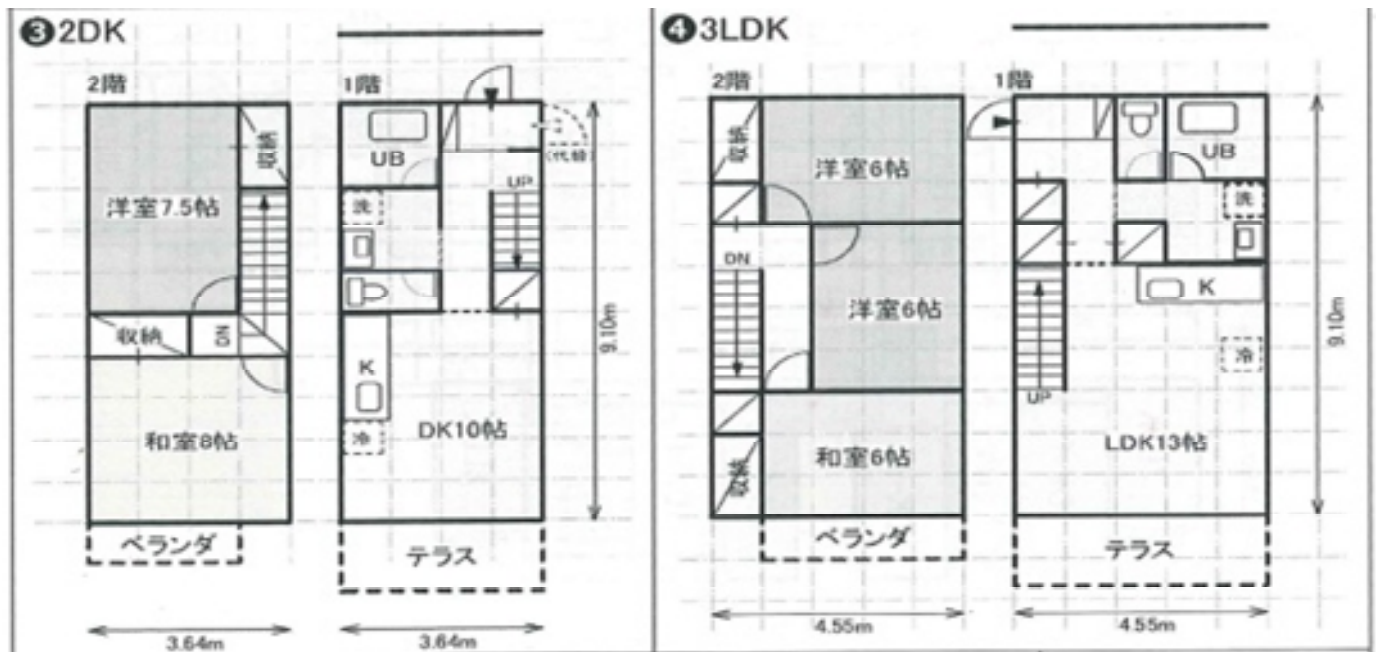 ❸2DK
2階
1階
収納
UB
(代替)
UP
洋室7.5帖
洗
収納
DN
和室8帖
K
冷
DK10帖
9.10m
ベランダ
テラス
3.64m
3.64m
❹3LDK
2階
1階
収納
洋室6帖
UB
洗
DN
洋室6帖
K
冷
UP
収納
和室6帖
LDK13帖
9.10m
ベランダ
テラス
4.55m
4.55m